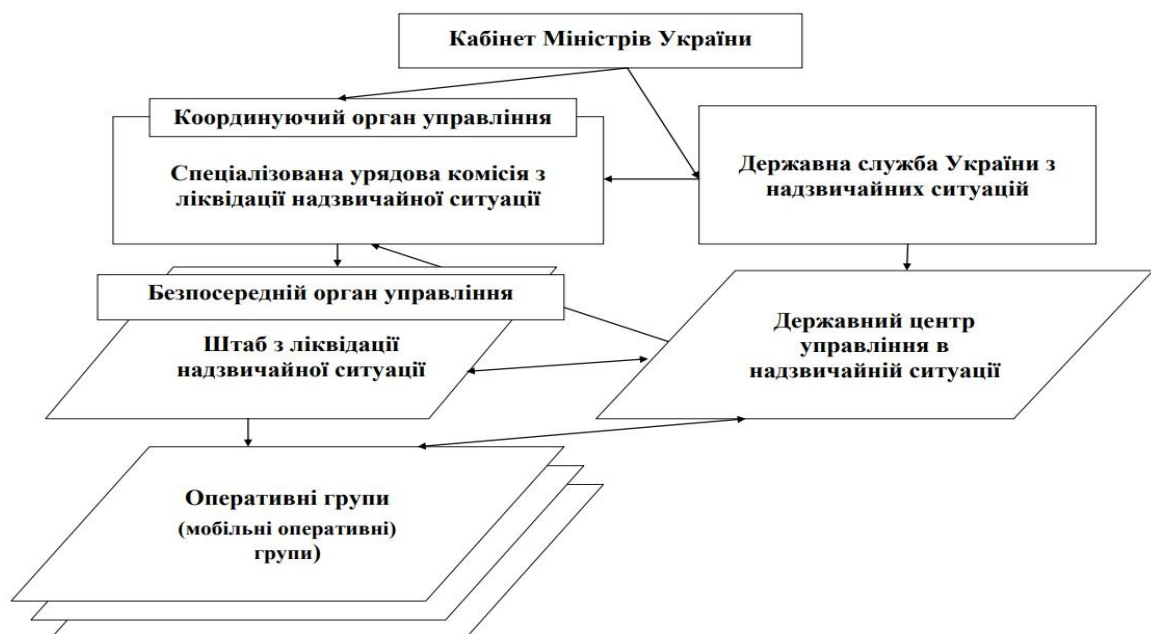 Кабінет Міністрів України
Координуючий орган управління
Спеціалізована урядова комісія з
ліквідації надзвичайної ситуації
Державна служба України з
надзвичайних ситуацій
Безпосередній орган управління
Штаб з ліквідації
надзвичайної ситуації
Державний центр
управління в
надзвичайній ситуації
Оперативні групи
(мобільні оперативні)
групи)